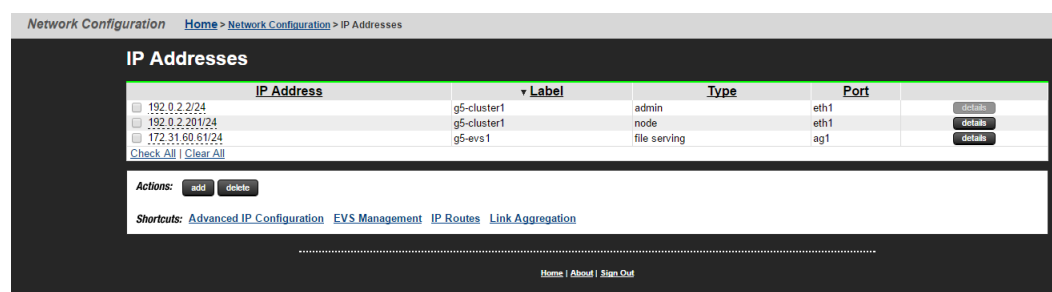 Network Configuration Home > Network Configuration > IP Addresses
IP Addresses
IP Address ▼ Label Type Port
192.0.2.2/24 g5-cluster1 admin eth1 details
192.0.2.201/24 g5-cluster1 node eth1 details
172.31.60.61/24 g5-evs1 file serving ag1 details
Check All | Clear All
Actions: add delete
Shortcuts: Advanced IP Configuration EVS Management IP Routes Link Aggregation
Home | About | Sign Out